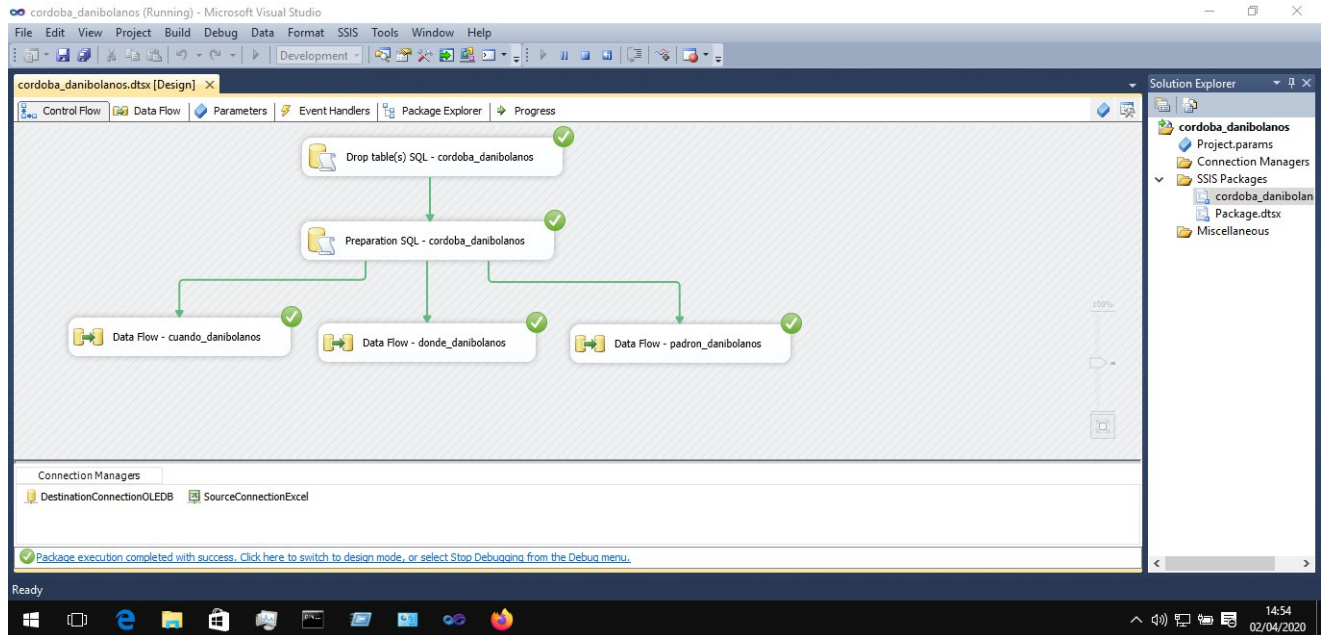 cordoba_danibolanos (Running) - Microsoft Visual Studio
File Edit View Project Build Debug Data Format SSIS Tools Window Help
Development
cordoba_danibolanos.dtsx [Design]
Control Flow Data Flow Parameters Event Handlers Package Explorer Progress
Drop table(s) SQL - cordoba_danibolanos
Preparation SQL - cordoba_danibolanos
Data Flow - cuando_danibolanos
Data Flow - donde_danibolanos
Data Flow - padron_danibolanos
100%
Connection Managers
DestinationConnectionOLEDB SourceConnectionExcel
Package execution completed with success. Click here to switch to design mode, or select Stop Debugging from the Debug menu.
Solution Explorer
cordoba_danibolanos
Project.params
Connection Managers
SSIS Packages
cordoba_danibolan
Package.dtsx
Miscellaneous
Ready
14:54
02/04/2020